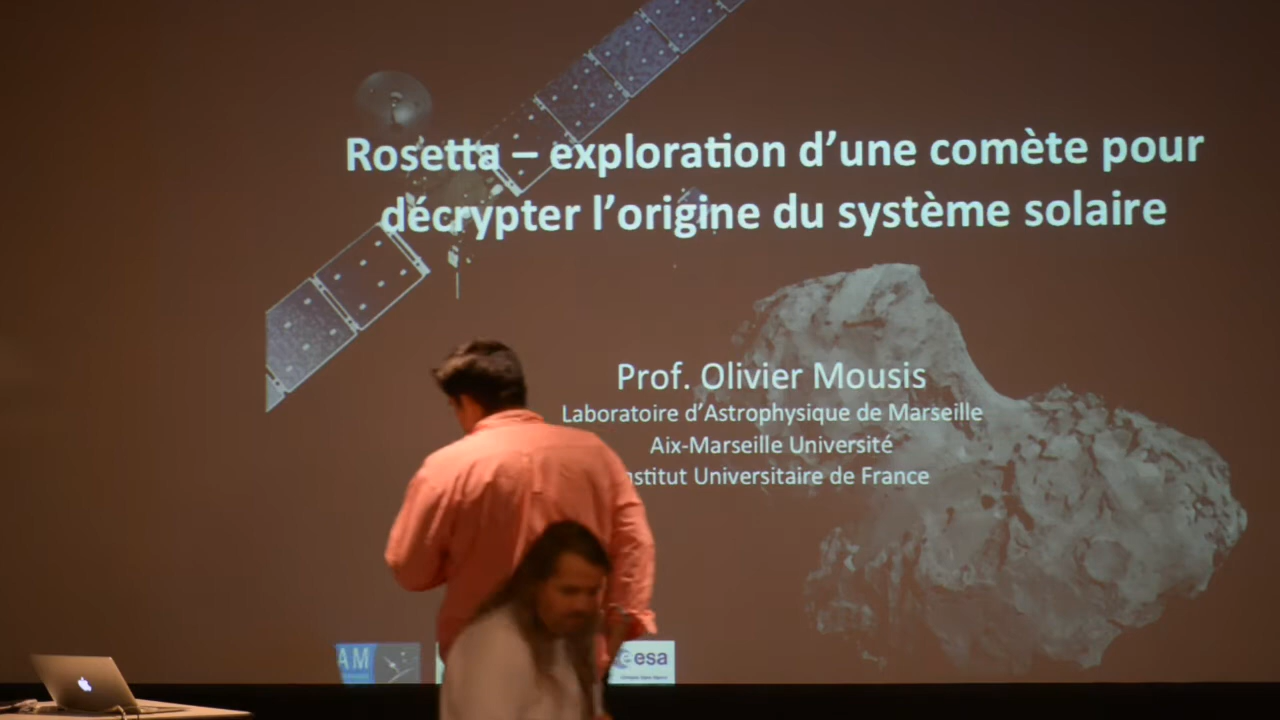 Rosetta – exploration d’une comète pour
décrypter l’origine du système solaire
Prof. Olivier Mousis
Laboratoire d’Astrophysique de Marseille
Aix-Marseille Université
Universitaire de France
AM
esa